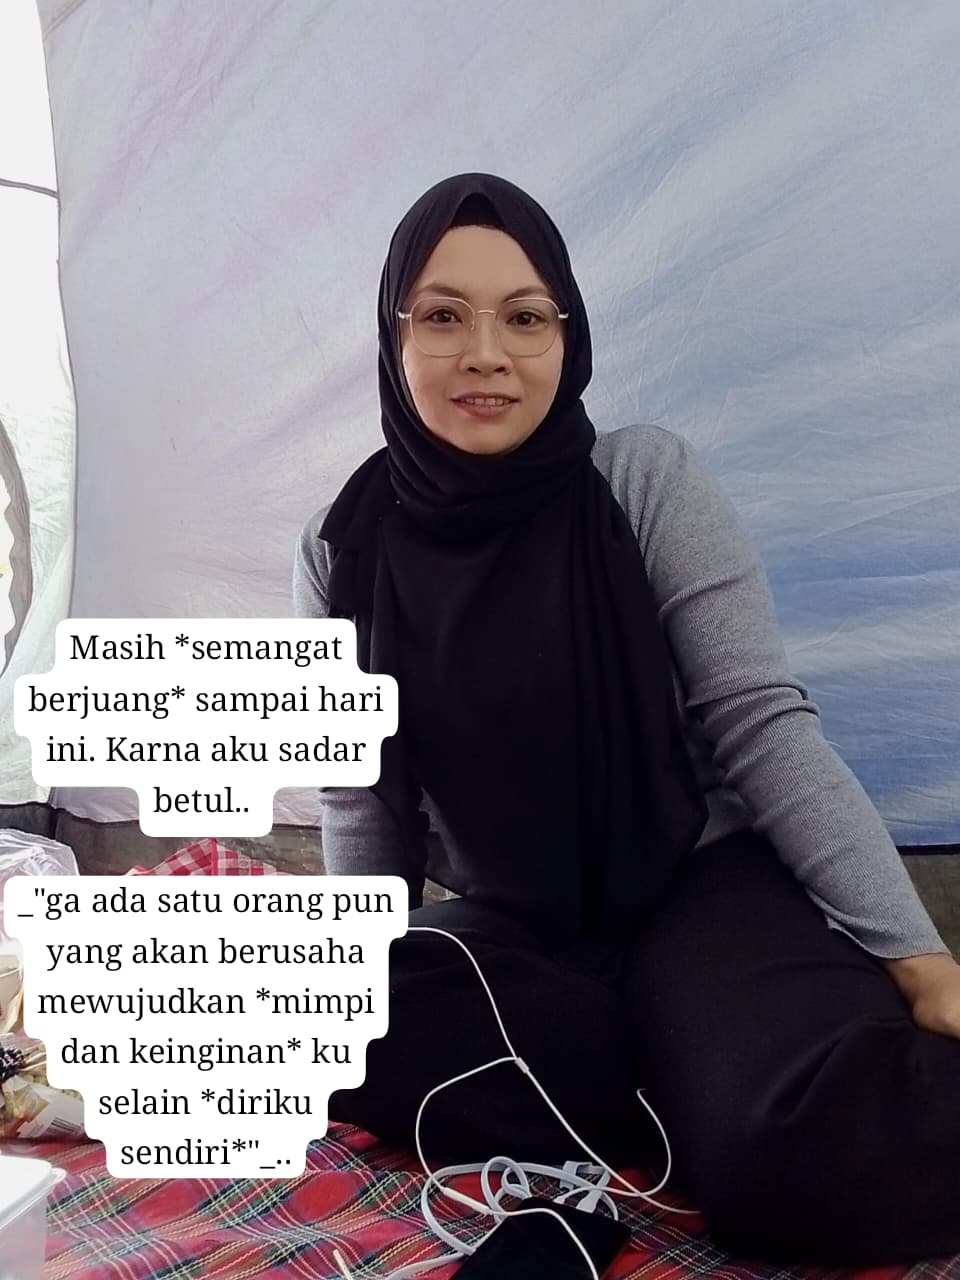 Masih *semangat
berjuang* sampai hari
ini. Karna aku sadar
betul..
_"ga ada satu orang pun
yang akan berusaha
mewujudkan *mimpi
dan keinginan* ku
selain *diriku
sendiri*"_..